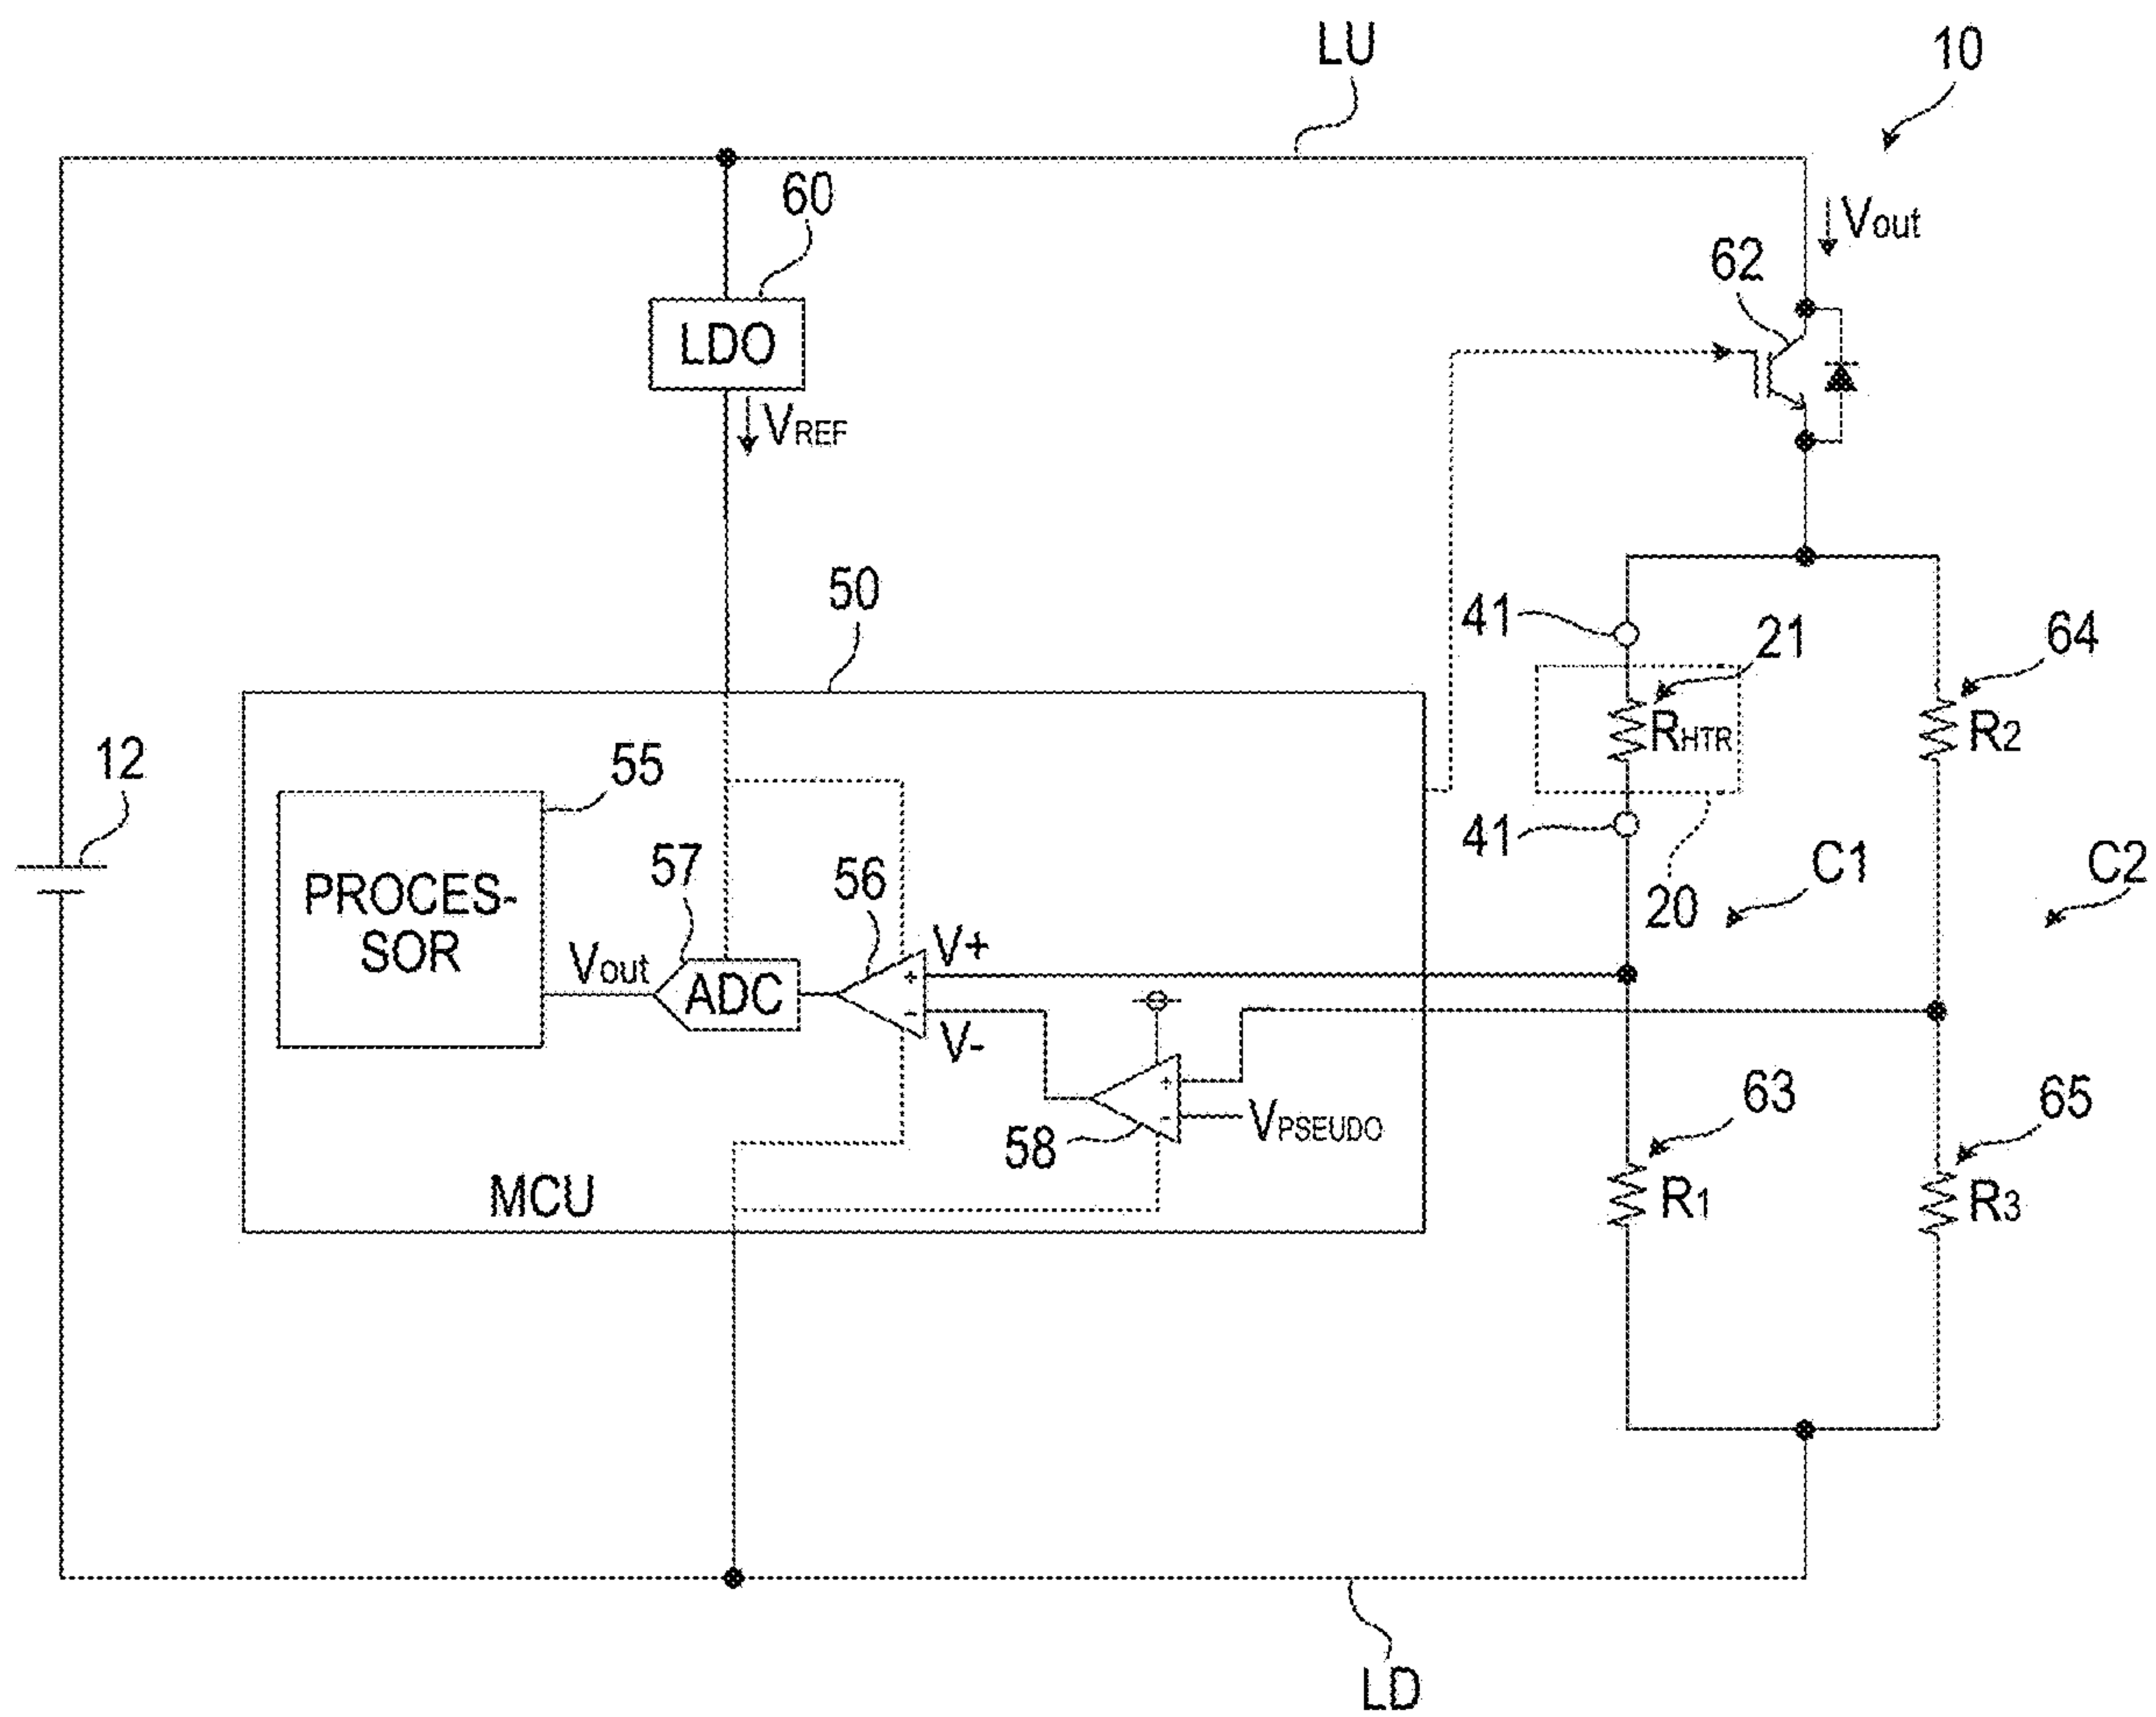 LU
10
60
Vout
62
LDO
VREF
50
41
21
64
RHTR
R2
12
55
41
57
56
C1
C2
20
PROCES-
SOR
V+
Vout
ADC
+
-
V-
+
-
VPSEUDO
58
63
65
MCU
R1
R3
LD